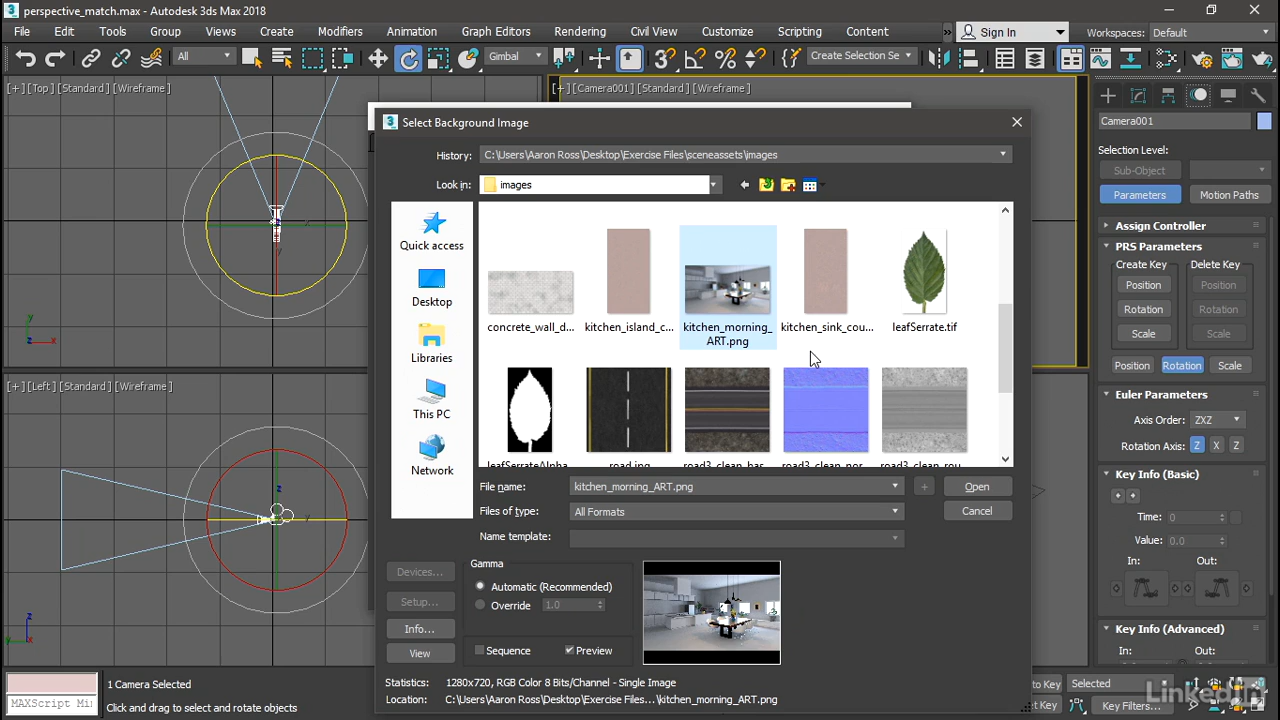 perspective_match.max - Autodesk 3ds Max 2018
File Edit Tools Group Views Create Modifiers Animation Graph Editors Rendering Civil View Customize Scripting Content » Sign In Workspaces: Default
All Gimbal Create Selection Se
[+] [Top] [Standard] [Wireframe]
[+] [Camera001] [Standard] [Wireframe]
Camera001
Selection Level:
Sub-Object
Parameters Motion Paths
Assign Controller
PRS Parameters
Create Key Delete Key
Position Position
Rotation Rotation
Scale Scale
Position Rotation Scale
Euler Parameters
Axis Order: ZXZ
Rotation Axis: Z X Z
Key Info (Basic)
Time: 0
Value: 0.0
In: Out:
Key Info (Advanced)
In: Out:
[+] [Left] [Standard] [Wireframe]
Select Background Image
History: C:\Users\Aaron Ross\Desktop\Exercise Files\sceneassets\images
Look in: images
Quick access
Desktop
Libraries
This PC
Network
concrete_wall_d... kitchen_island_c... kitchen_morning_ART.png kitchen_sink_cou... leafSerrate.tif
leafSerrateAlpha road.jpg road3_clean_bas road3_clean_nor road3_clean_rou
File name: kitchen_morning_ART.png Open
Files of type: All Formats Cancel
Name template:
Devices...
Setup...
Info...
View
Gamma
Automatic (Recommended)
Override 1.0
Sequence Preview
Statistics: 1280x720, RGB Color 8 Bits/Channel - Single Image
Location: C:\Users\Aaron Ross\Desktop\Exercise Files...\kitchen_morning_ART.png
MAXScript Mi
1 Camera Selected
Click and drag to select and rotate objects
to Key Selected
t Key Key Filters...
LinkedIn